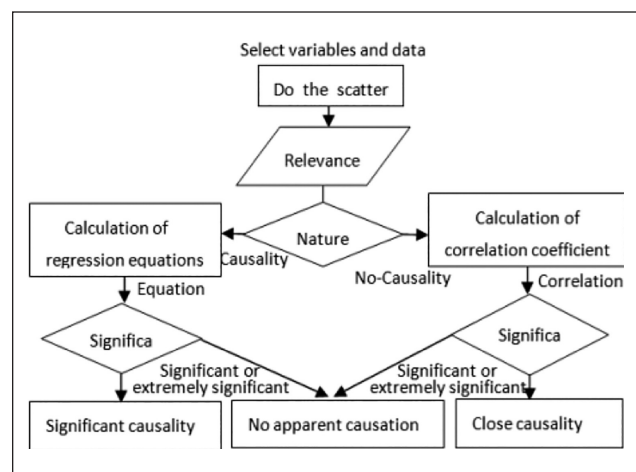 Select variables and data
Do the scatter
Relevance
Nature
Calculation of
regression equations
Causality
Calculation of
correlation coefficient
No-Causality
Equation
Correlation
Significa
Significa
Significant or
extremely significant
Significant or
extremely significant
Significant causality
No apparent causation
Close causality